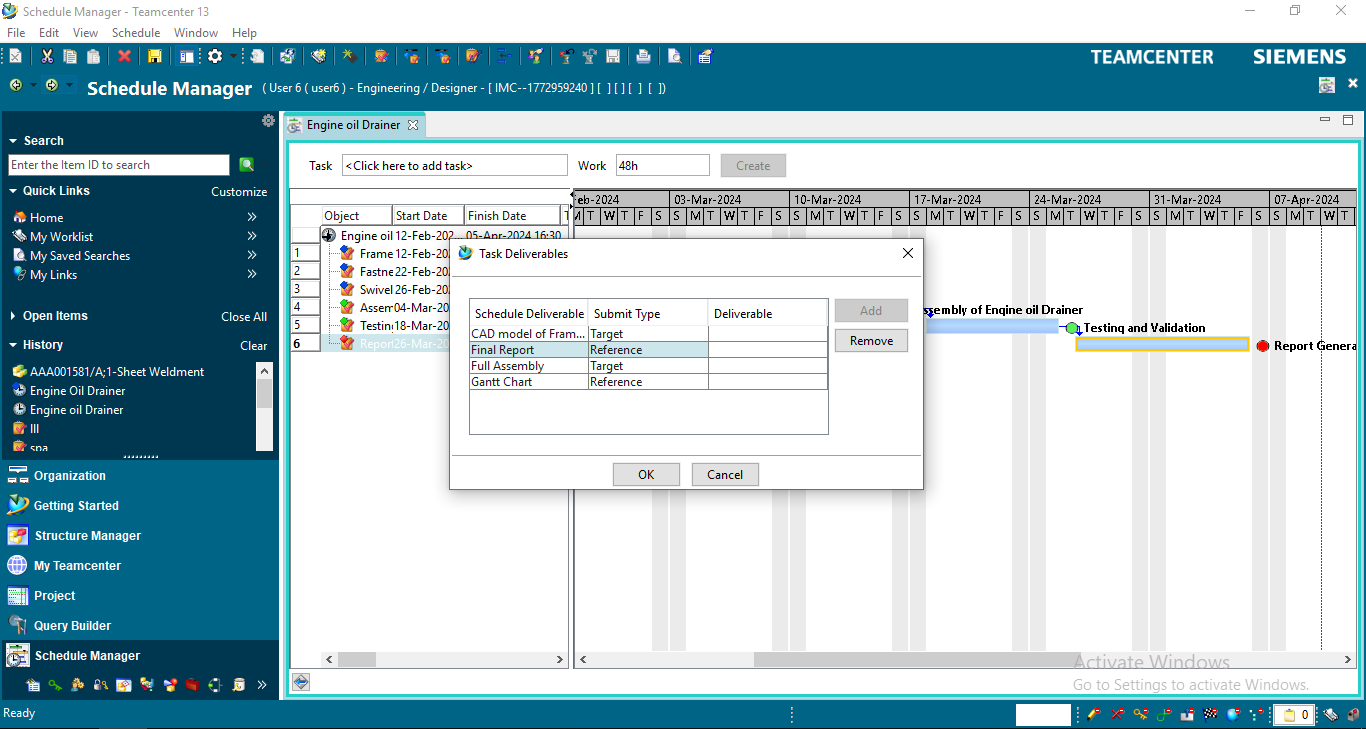 Schedule Manager - Teamcenter 13
File Edit View Schedule Window Help
TEAMCENTER SIEMENS
Schedule Manager ( User 6 ( user6 ) - Engineering / Designer - [ IMC--1772959240 ] [ ] [ ] [ ] [ ])
Search
Enter the Item ID to search
Quick Links Customize
Home
My Worklist
My Saved Searches
My Links
Open Items Close All
History Clear
AAA001581/A;1-Sheet Weldment
Engine Oil Drainer
Engine oil Drainer
lll
spa
Organization
Getting Started
Structure Manager
My Teamcenter
Project
Query Builder
Schedule Manager
Ready
Engine oil Drainer
Task <Click here to add task> Work 48h Create
Object Start Date Finish Date T
eb-2024 03-Mar-2024 10-Mar-2024 17-Mar-2024 24-Mar-2024 31-Mar-2024 07-Apr-2024
M T W T F S S M T W T F S S M T W T F S S M T W T F S S M T W T F S S M T W T F S S M T W T
Engine oil 12-Feb-202 05-Apr-2024 16:30
1 Frame 12-Feb-20
2 Fastne 22-Feb-20
3 Swivel 26-Feb-20
4 Assem 04-Mar-20
5 Testin 18-Mar-20
6 Report 26-Mar-20
ssembly of Engine oil Drainer
Testing and Validation
Report Genera
Task Deliverables
Schedule Deliverable Submit Type Deliverable
CAD model of Fram... Target
Final Report Reference
Full Assembly Target
Gantt Chart Reference
Add
Remove
OK Cancel
Activate Windows
Go to Settings to activate Windows.
0